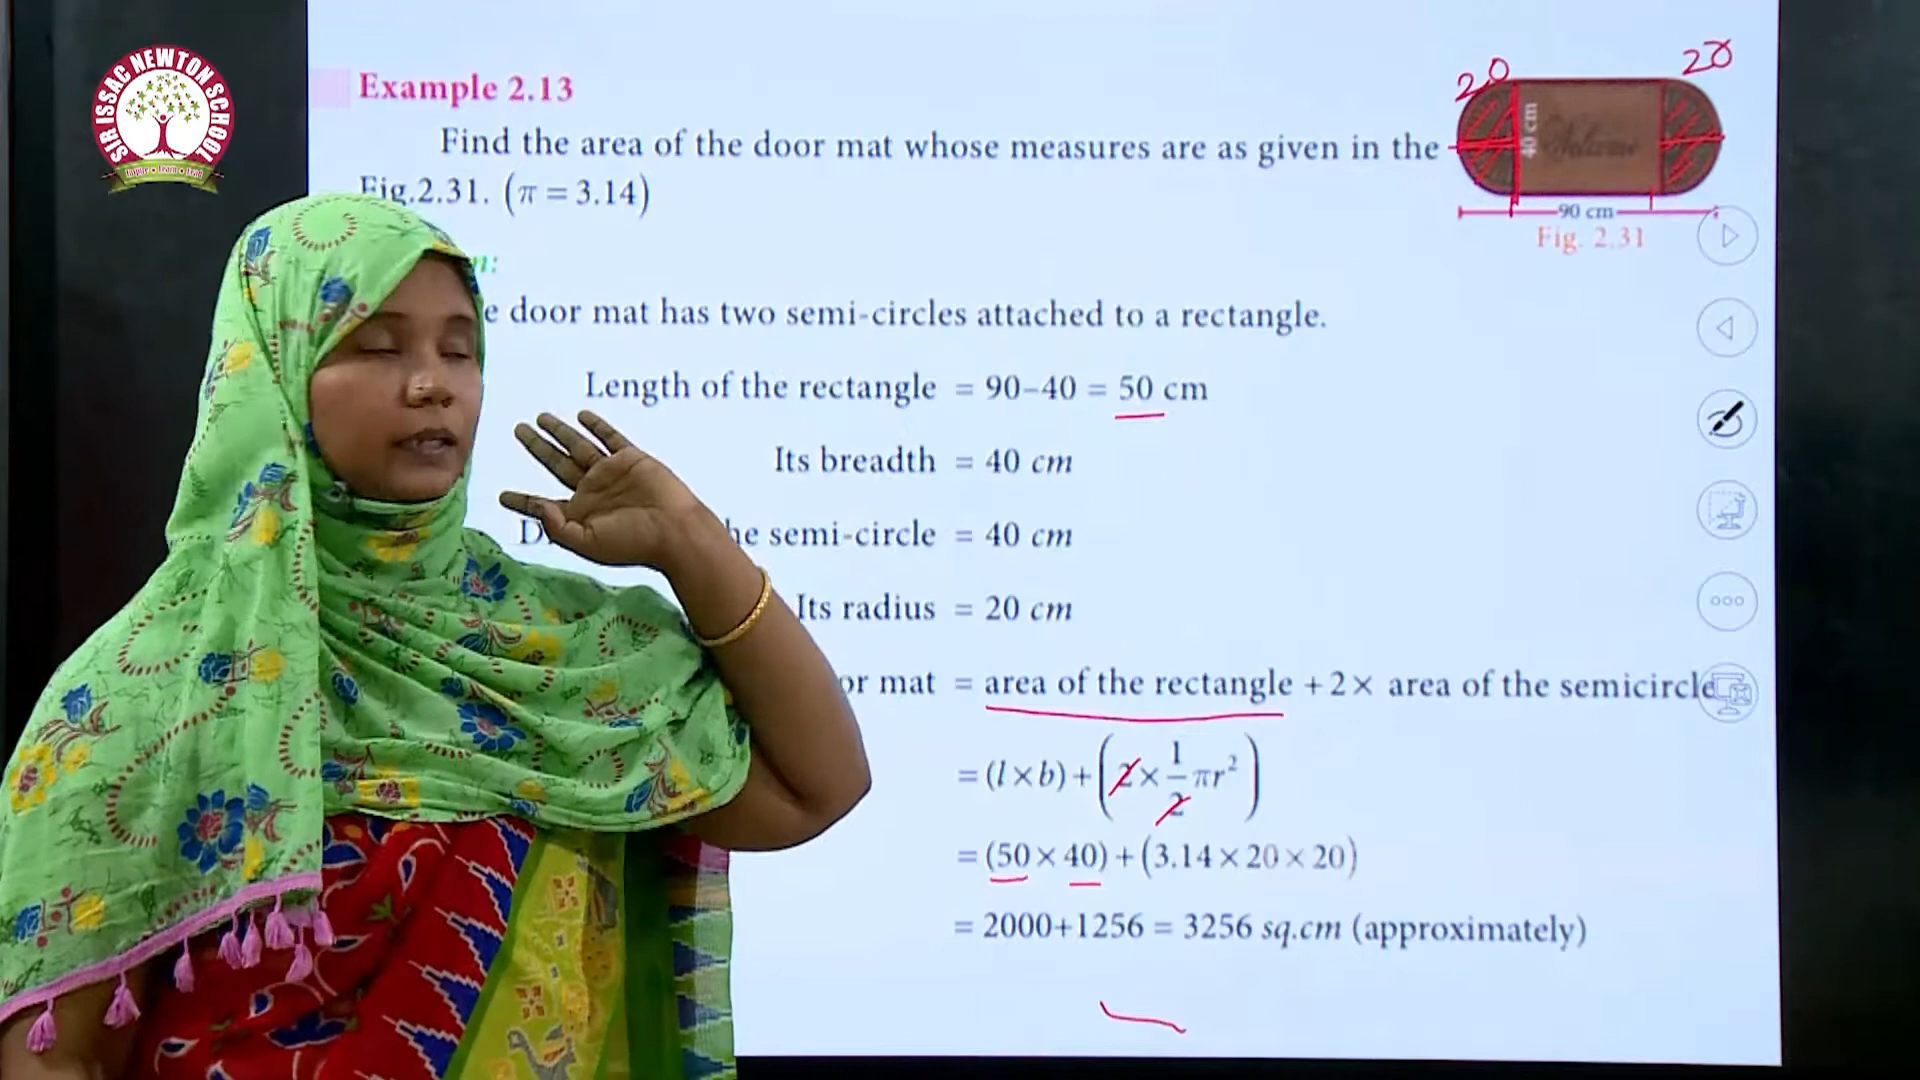 SIR ISSAC NEWTON SCHOOL
Example 2.13
Find the area of the door mat whose measures are as given in the
Fig.2.31. (π = 3.14)
20
20
40 cm
90 cm
Fig. 2.31
n:
e door mat has two semi-circles attached to a rectangle.
Length of the rectangle = 90–40 = 50 cm
Its breadth = 40 cm
D he semi-circle = 40 cm
Its radius = 20 cm
or mat = area of the rectangle + 2× area of the semicircle
= (l × b) + (2 × 1/2 πr²)
= (50 × 40) + (3.14 × 20 × 20)
= 2000+1256 = 3256 sq.cm (approximately)